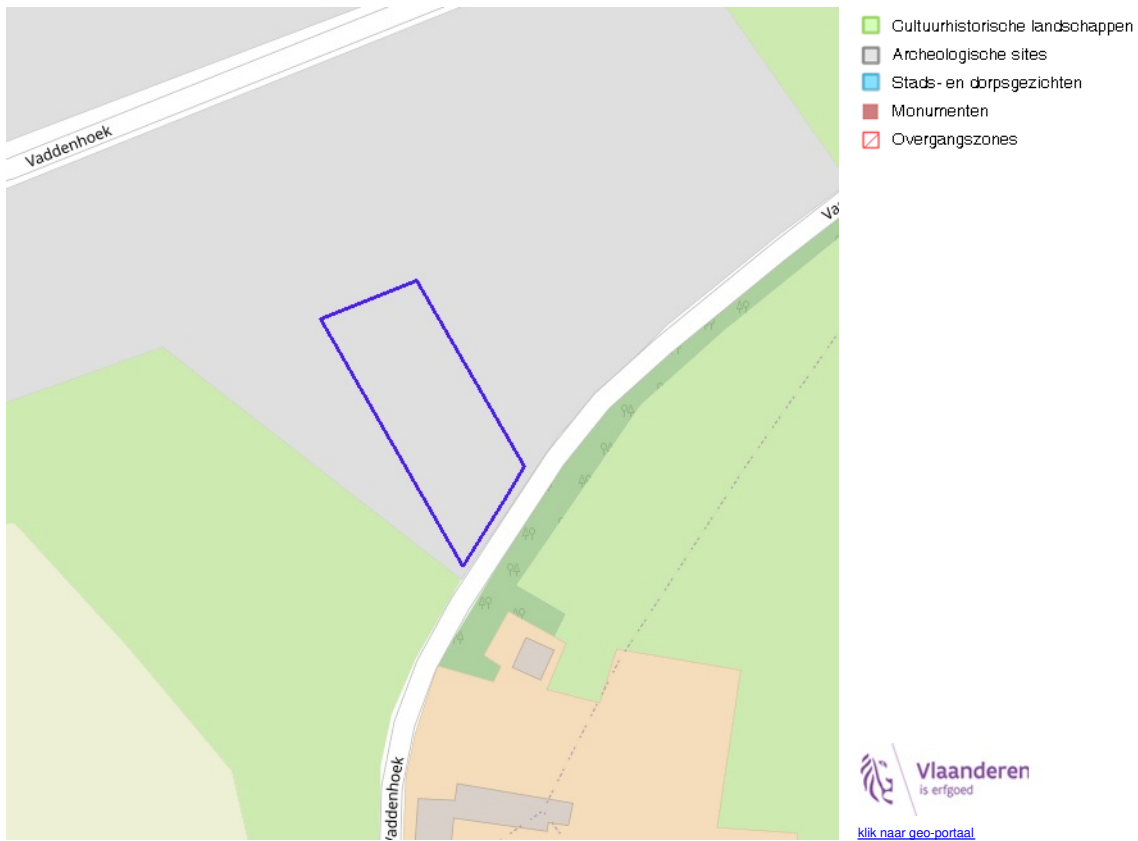 Cultuurhistorische landschappen
Archeologische sites
Stads- en dorpsgezichten
Monumenten
Overgangszones
Vaddenhoek
Vaddenhoek
Vlaanderen
is erfgoed
klik naar geo-portaal